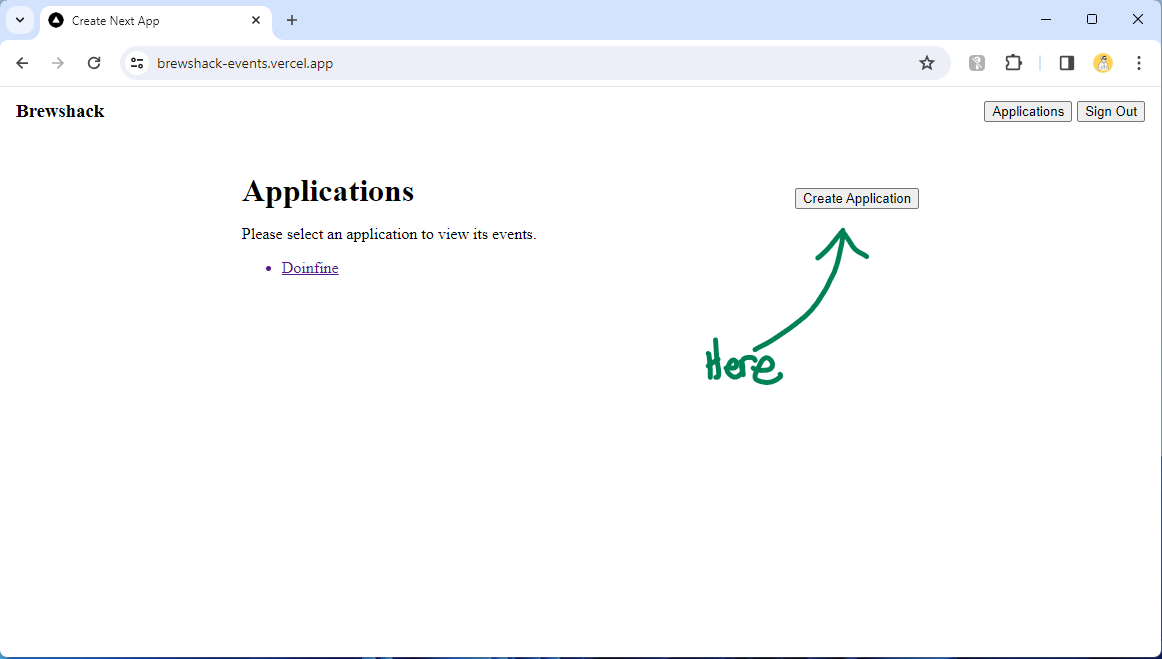 Create Next App
brewshack-events.vercel.app
Brewshack
Applications
Sign Out
Applications
Create Application
Please select an application to view its events.
Doinfine
Here